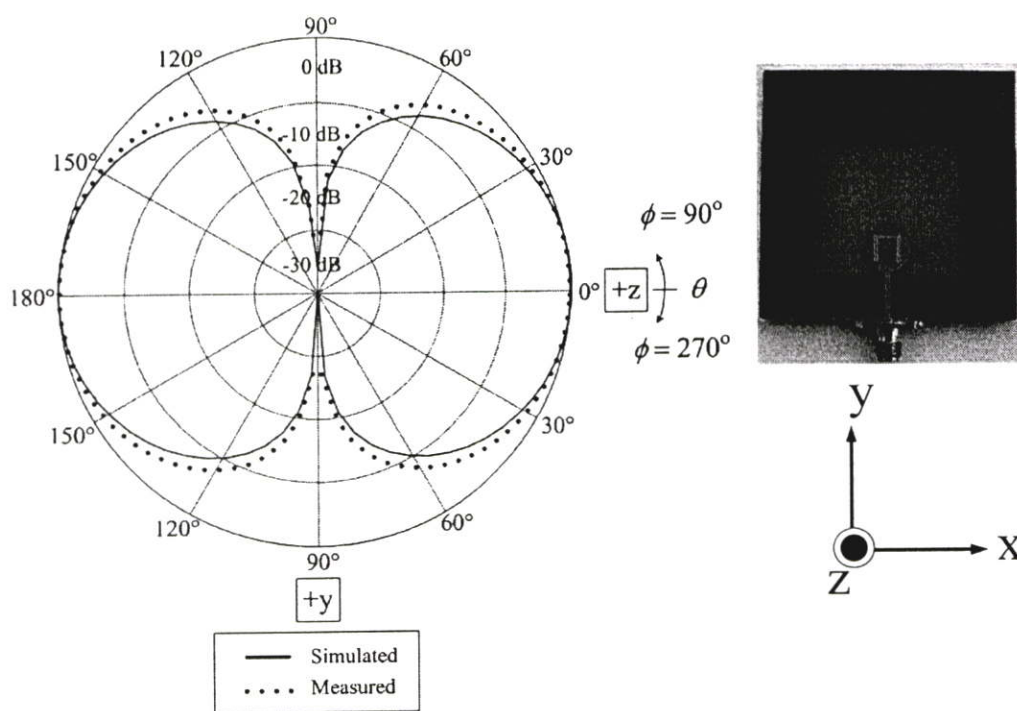 90°
120°
60°
0 dB
-10 dB
150°
30°
-20 dB
-30 dB
180°
0°
+z
θ
ϕ = 90°
ϕ = 270°
150°
30°
120°
60°
90°
+y
Simulated
Measured
y
X
Z